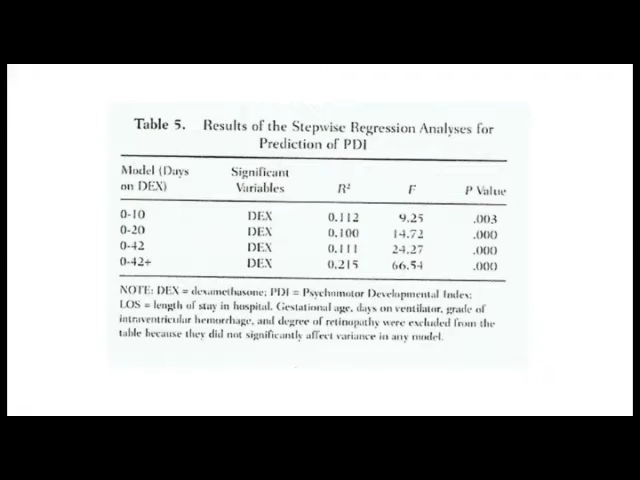 Table 5. Results of the Stepwise Regression Analyses for
Prediction of PDI
Model (Days Significant
on DEX) Variables R² F P Value
0-10 DEX 0.112 9.25 .003
0-20 DEX 0.100 14.72 .000
0-42 DEX 0.111 24.27 .000
0-42+ DEX 0.215 66.54 .000
NOTE: DEX = dexamethasone; PDI = Psychomotor Developmental Index;
LOS = length of stay in hospital. Gestational age, days on ventilator, grade of
intraventricular hemorrhage, and degree of retinopathy were excluded from the
table because they did not significantly affect variance in any model.